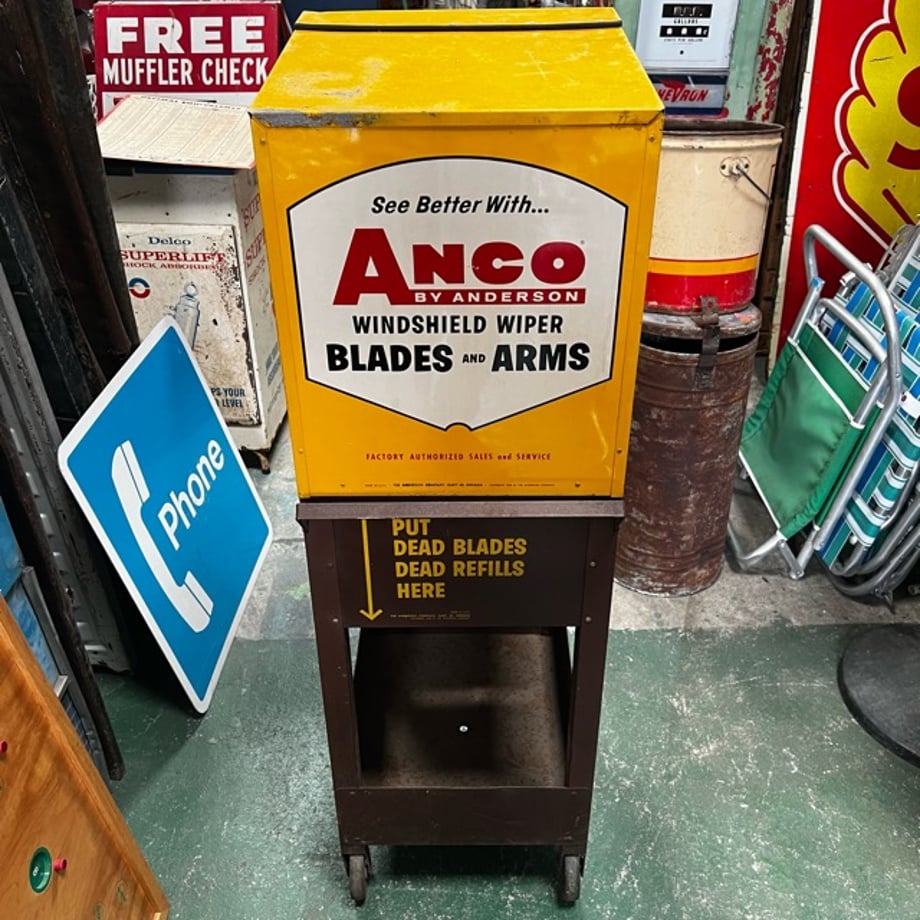 FREE
MUFFLER CHECK
GALLONS
CHEVRON
Delco
SUPERLIFT
SHOCK ABSORBERS
See Better With...
ANCO
BY ANDERSON
WINDSHIELD WIPER
BLADES AND ARMS
FACTORY AUTHORIZED SALES and SERVICE
Phone
PUT
DEAD BLADES
DEAD REFILLS
HERE